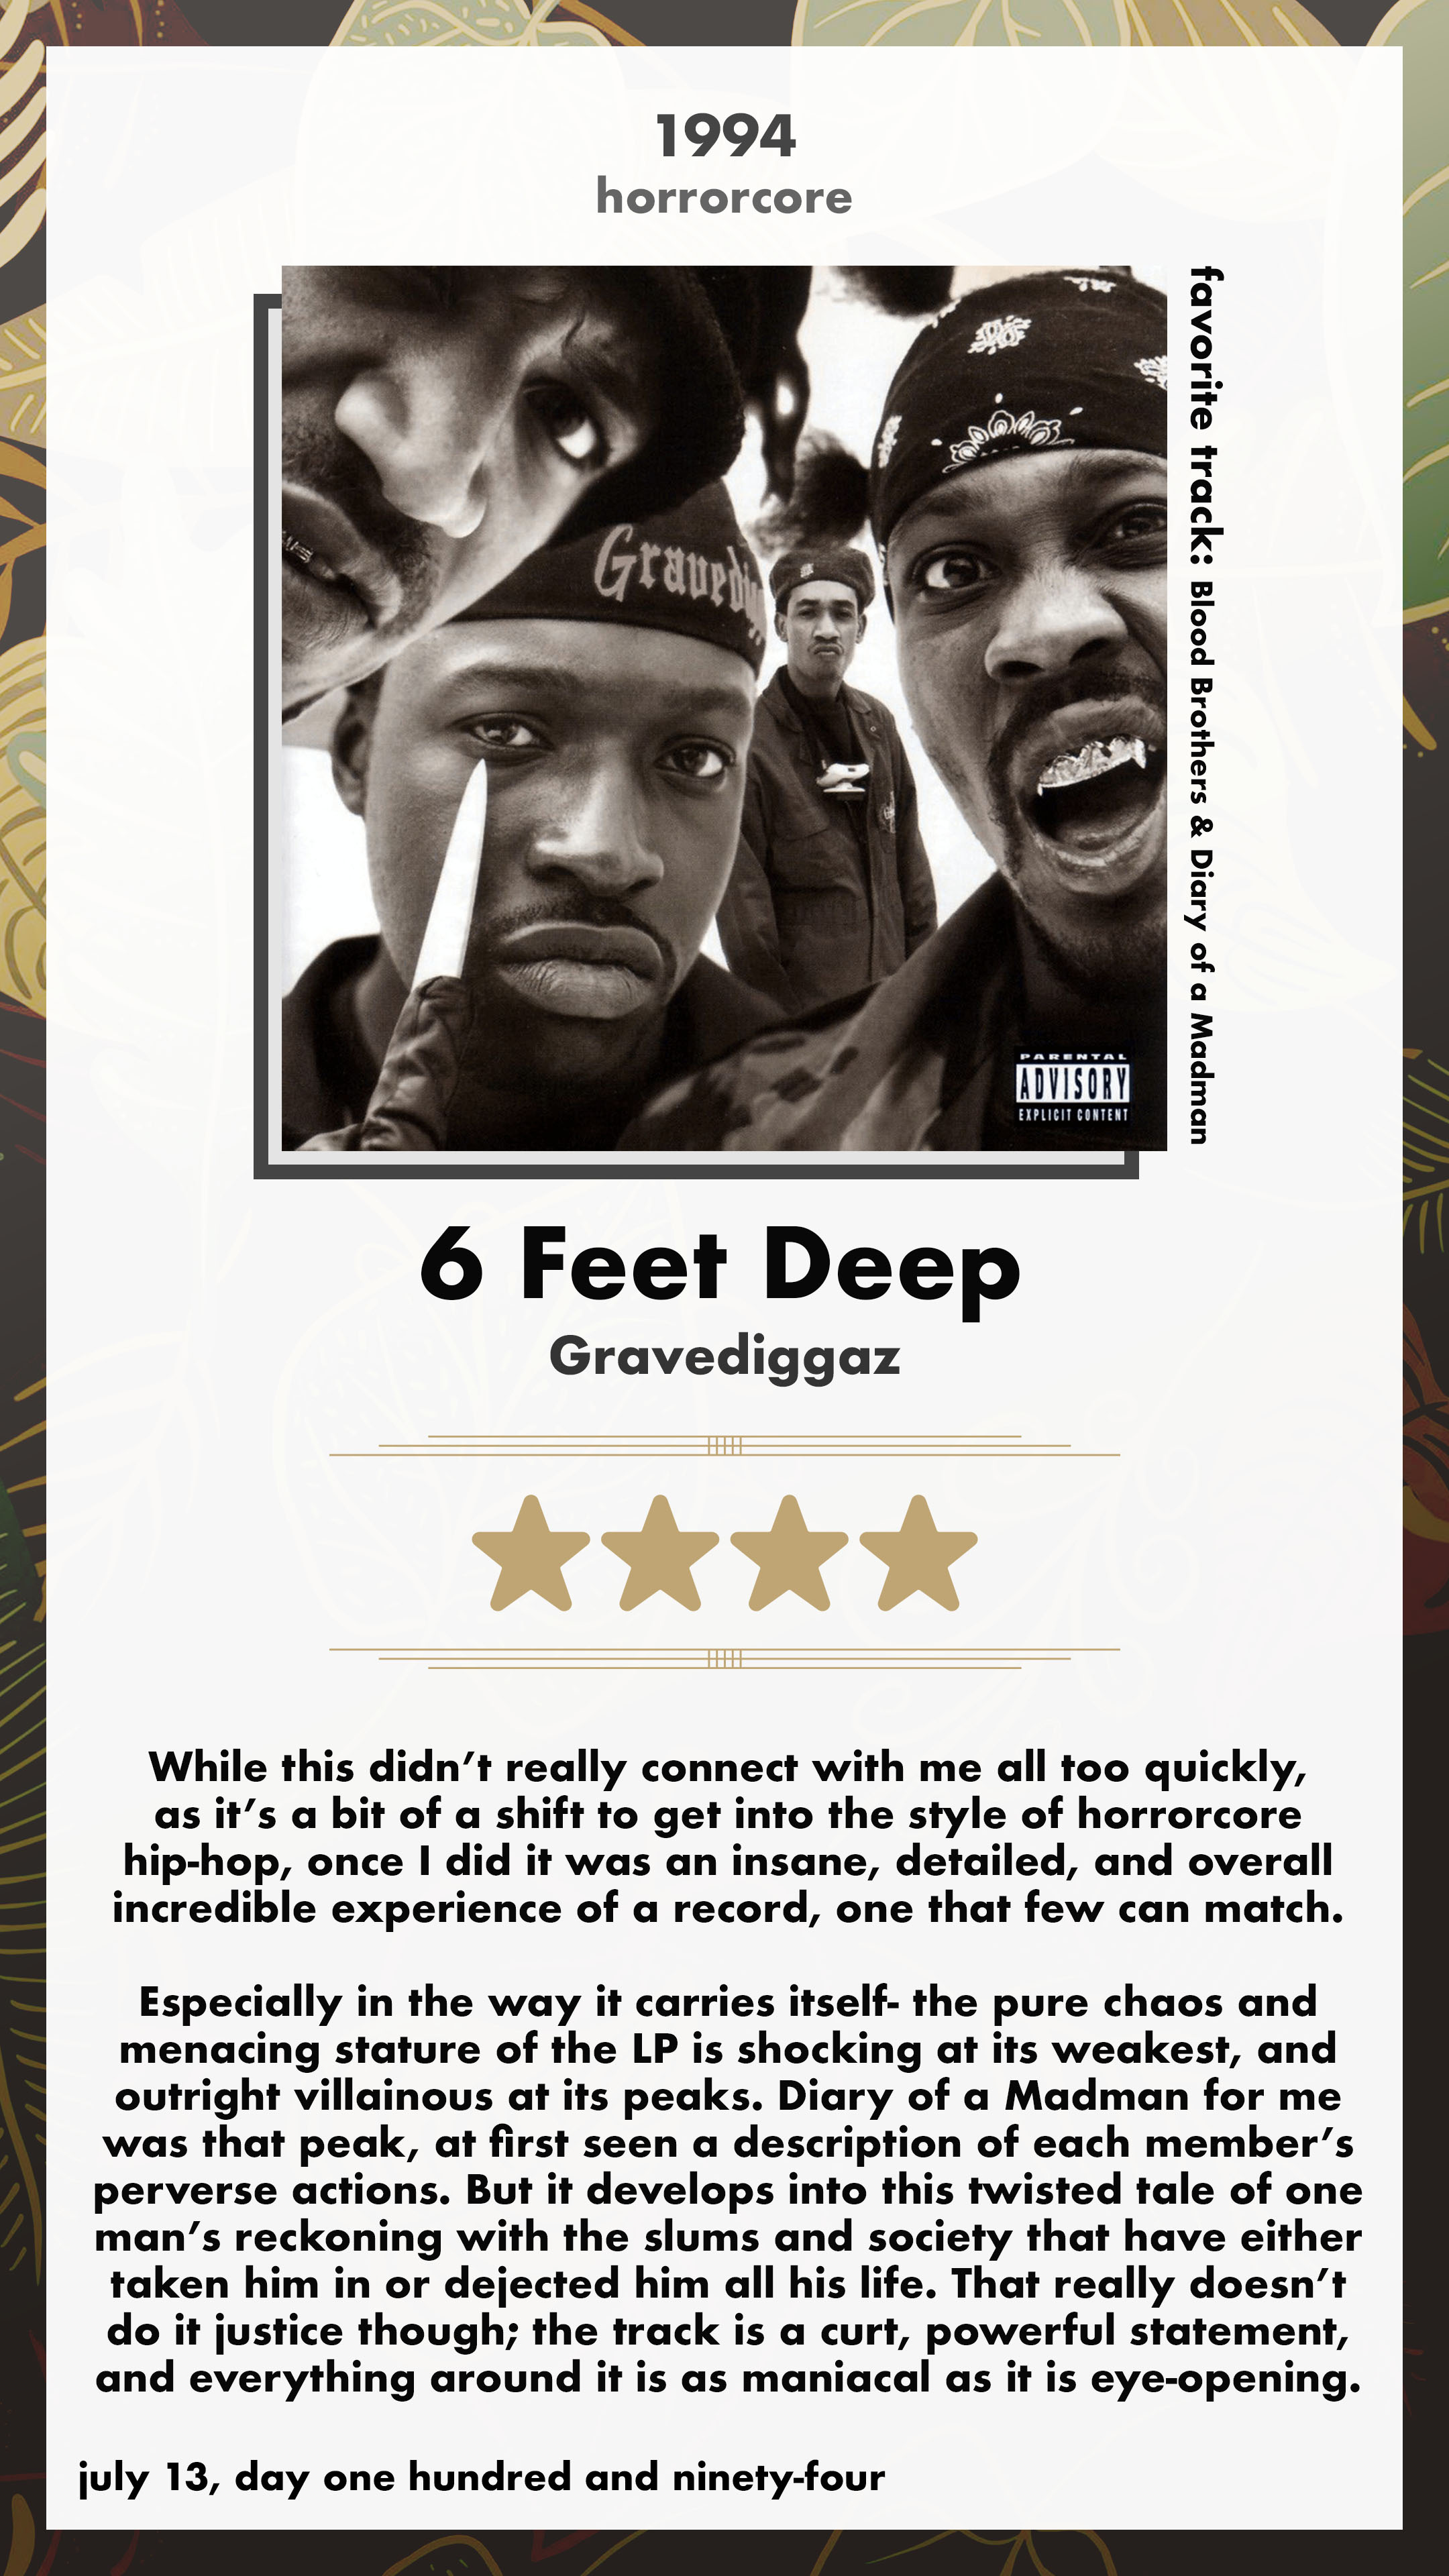 1994
horrorcore
favorite track: Blood Brothers & Diary of a Madman
PARENTAL
ADVISORY
EXPLICIT CONTENT
6 Feet Deep
Gravediggaz
While this didn’t really connect with me all too quickly,
as it’s a bit of a shift to get into the style of horrorcore
hip-hop, once I did it was an insane, detailed, and overall
incredible experience of a record, one that few can match.
Especially in the way it carries itself- the pure chaos and
menacing stature of the LP is shocking at its weakest, and
outright villainous at its peaks. Diary of a Madman for me
was that peak, at first seen a description of each member’s
perverse actions. But it develops into this twisted tale of one
man’s reckoning with the slums and society that have either
taken him in or dejected him all his life. That really doesn’t
do it justice though; the track is a curt, powerful statement,
and everything around it is as maniacal as it is eye-opening.
july 13, day one hundred and ninety-four